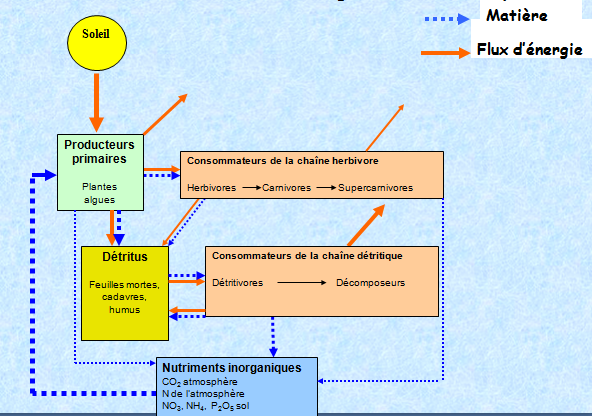 Matière
Flux d'énergie
Soleil
Producteurs
primaires
Plantes
algues
Consommateurs de la chaîne herbivore
Herbivores Carnivores Supercarnivores
Détritus
Feuilles mortes,
cadavres,
humus
Consommateurs de la chaîne détritique
Détritivores Décomposeurs
Nutriments inorganiques
CO₂ atmosphère
N de l'atmosphère
NO₃, NH₄, P₂O₅ sol